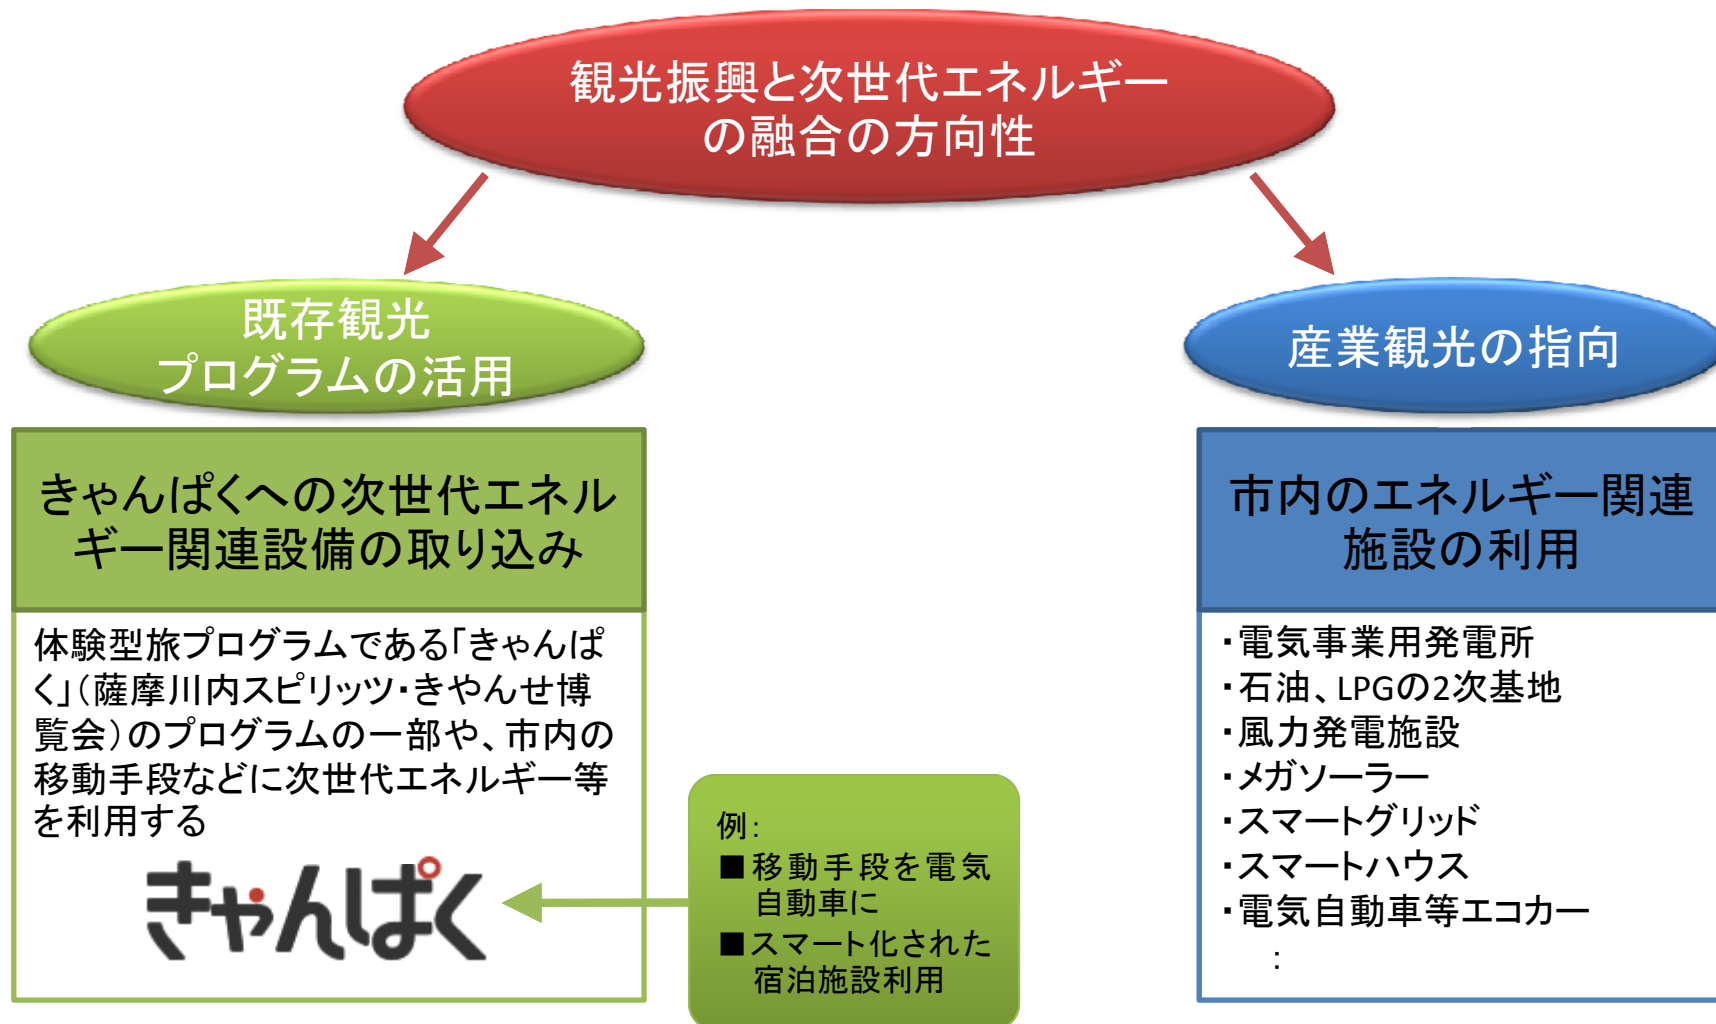 観光振興と次世代エネルギー
の融合の方向性
既存観光
プログラムの活用
きゃんぱくへの次世代エネル
ギー関連設備の取り込み
体験型旅プログラムである「きゃんぱ
く」（薩摩川内スピリッツ・きやんせ博
覧会）のプログラムの一部や、市内の
移動手段などに次世代エネルギー等
を利用する
きゃんぱく
例：
■移動手段を電気
自動車に
■スマート化された
宿泊施設利用
産業観光の指向
市内のエネルギー関連
施設の利用
・電気事業用発電所
・石油、LPGの2次基地
・風力発電施設
・メガソーラー
・スマートグリッド
・スマートハウス
・電気自動車等エコカー
：